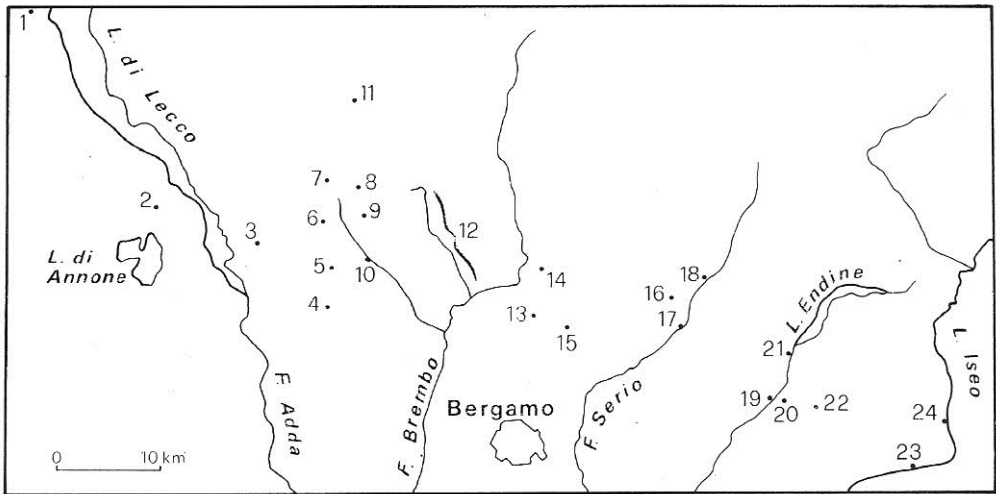 1
L. di Lecco
11
7
8
2
6
9
12
3
L. di
Annone
5
10
14
18
16
4
13
17
15
L. Endine
21
L. Iseo
F. Adda
F. Brembo
Bergamo
F. Serio
19
20
22
24
23
0
10 km